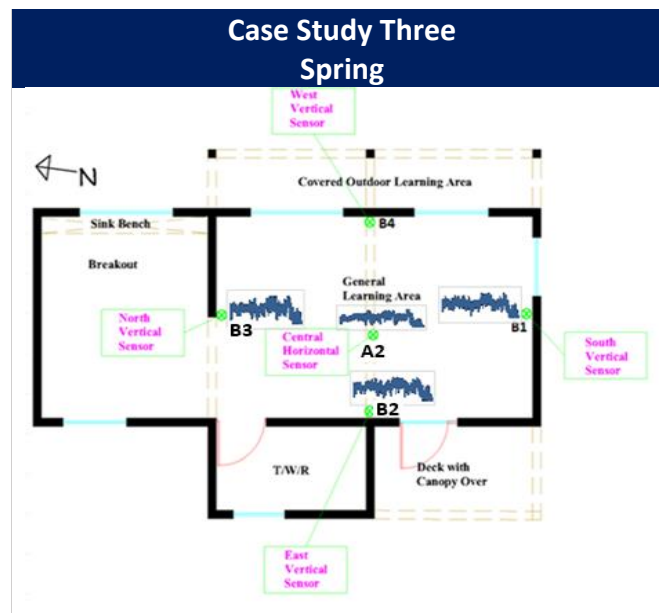 Case Study Three
Spring
West
Vertical
Sensor
N
Covered Outdoor Learning Area
Sink Bench
B4
Breakout
General
Learning Area
North
Vertical
Sensor
B3
Central
Horizontal
Sensor
A2
B1
South
Vertical
Sensor
B2
T/W/R
Deck with
Canopy Over
East
Vertical
Sensor